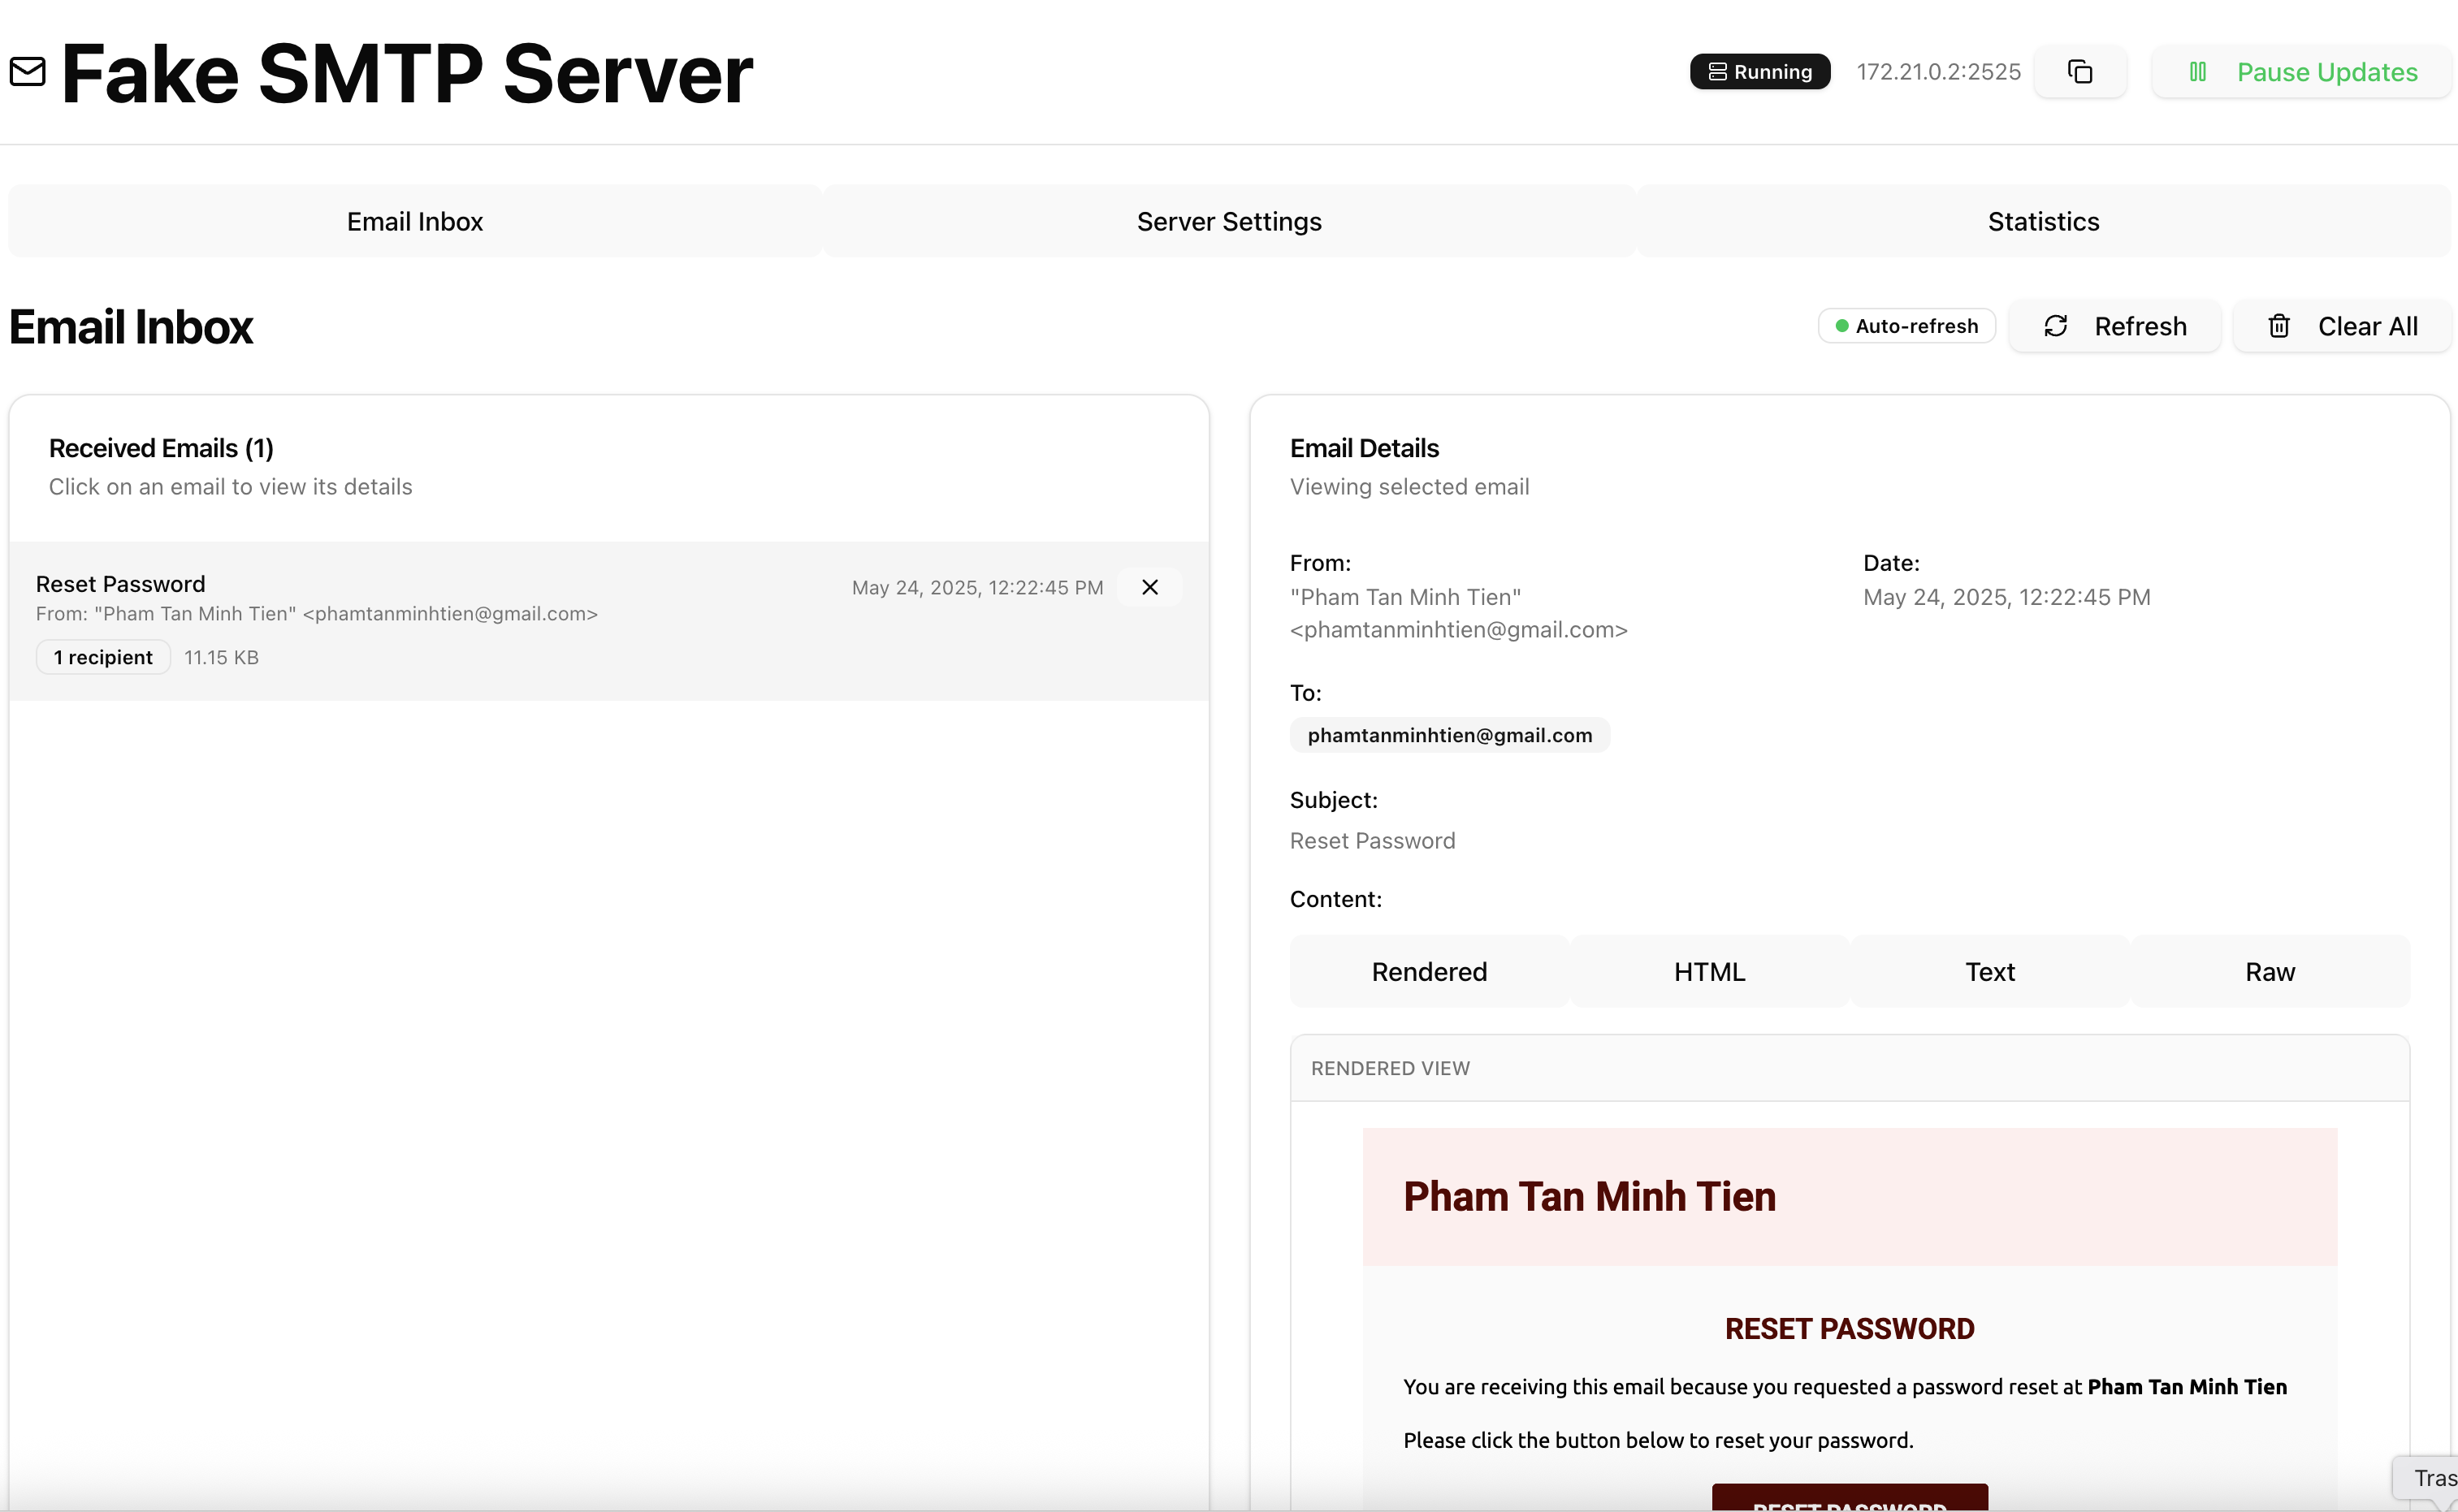 Fake SMTP Server
Running
172.21.0.2:2525
Pause Updates
Email Inbox
Server Settings
Statistics
Email Inbox
Auto-refresh
Refresh
Clear All
Received Emails (1)
Click on an email to view its details
Reset Password
May 24, 2025, 12:22:45 PM
From: "Pham Tan Minh Tien" <phamtanminhtien@gmail.com>
1 recipient
11.15 KB
Email Details
Viewing selected email
From:
"Pham Tan Minh Tien"
<phamtanminhtien@gmail.com>
Date:
May 24, 2025, 12:22:45 PM
To:
phamtanminhtien@gmail.com
Subject:
Reset Password
Content:
Rendered
HTML
Text
Raw
RENDERED VIEW
Pham Tan Minh Tien
RESET PASSWORD
You are receiving this email because you requested a password reset at Pham Tan Minh Tien
Please click the button below to reset your password.
RESET PASSWORD
Tras